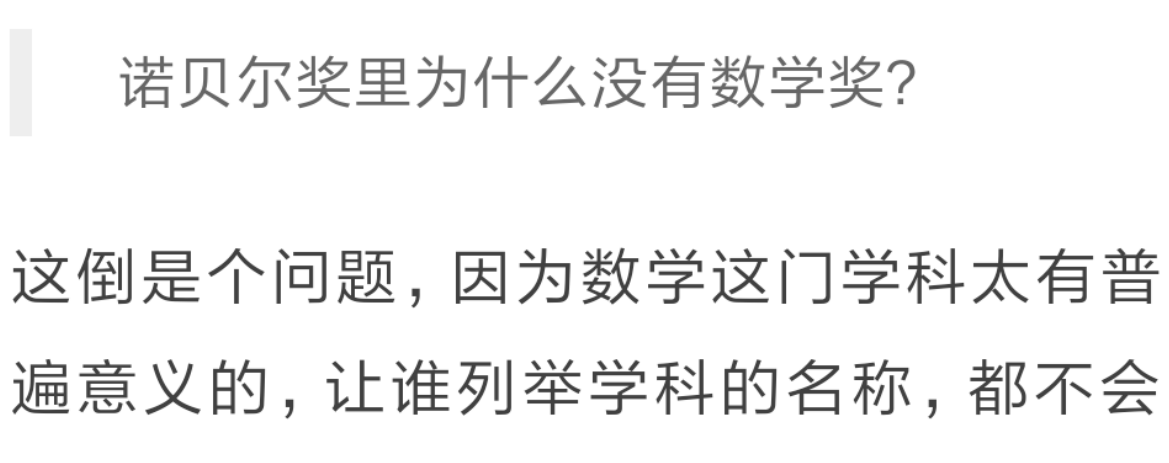 诺贝尔奖里为什么没有数学奖?
这倒是个问题，因为数学这门学科太有普
遍意义的，让谁列举学科的名称，都不会